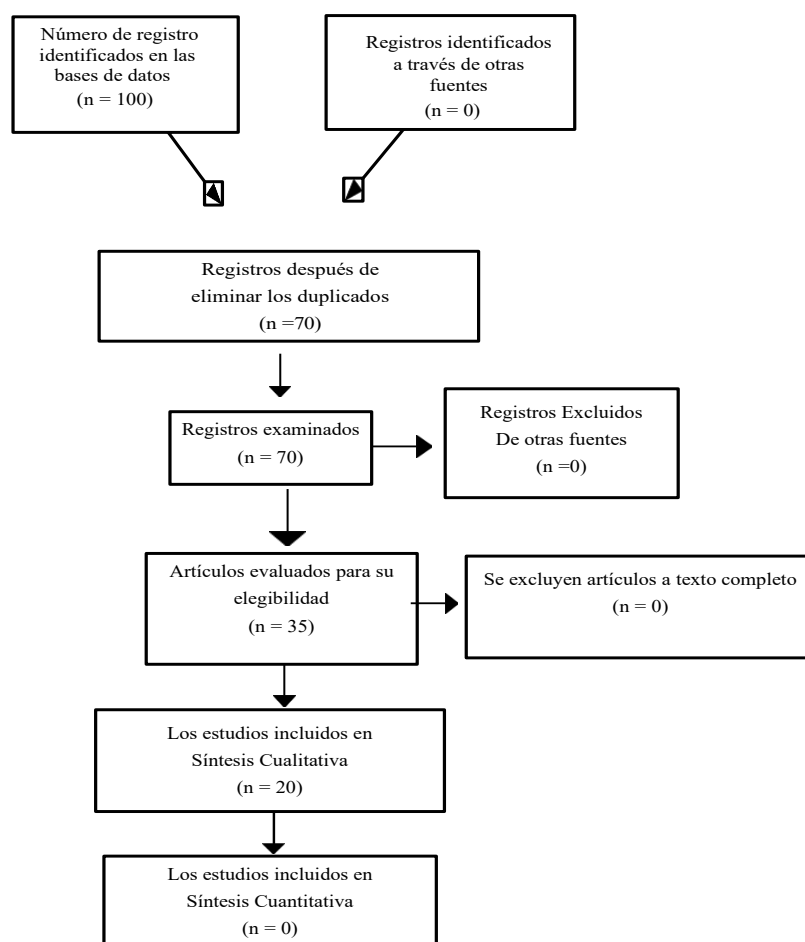 Número de registro
identificados en las
bases de datos
(n = 100)
Registros identificados
a través de otras
fuentes
(n = 0)
Registros después de
eliminar los duplicados
(n =70)
Registros examinados
(n = 70)
Registros Excluidos
De otras fuentes
(n =0)
Artículos evaluados para su
elegibilidad
(n = 35)
Se excluyen artículos a texto completo
(n = 0)
Los estudios incluidos en
Síntesis Cualitativa
(n = 20)
Los estudios incluidos en
Síntesis Cuantitativa
(n = 0)